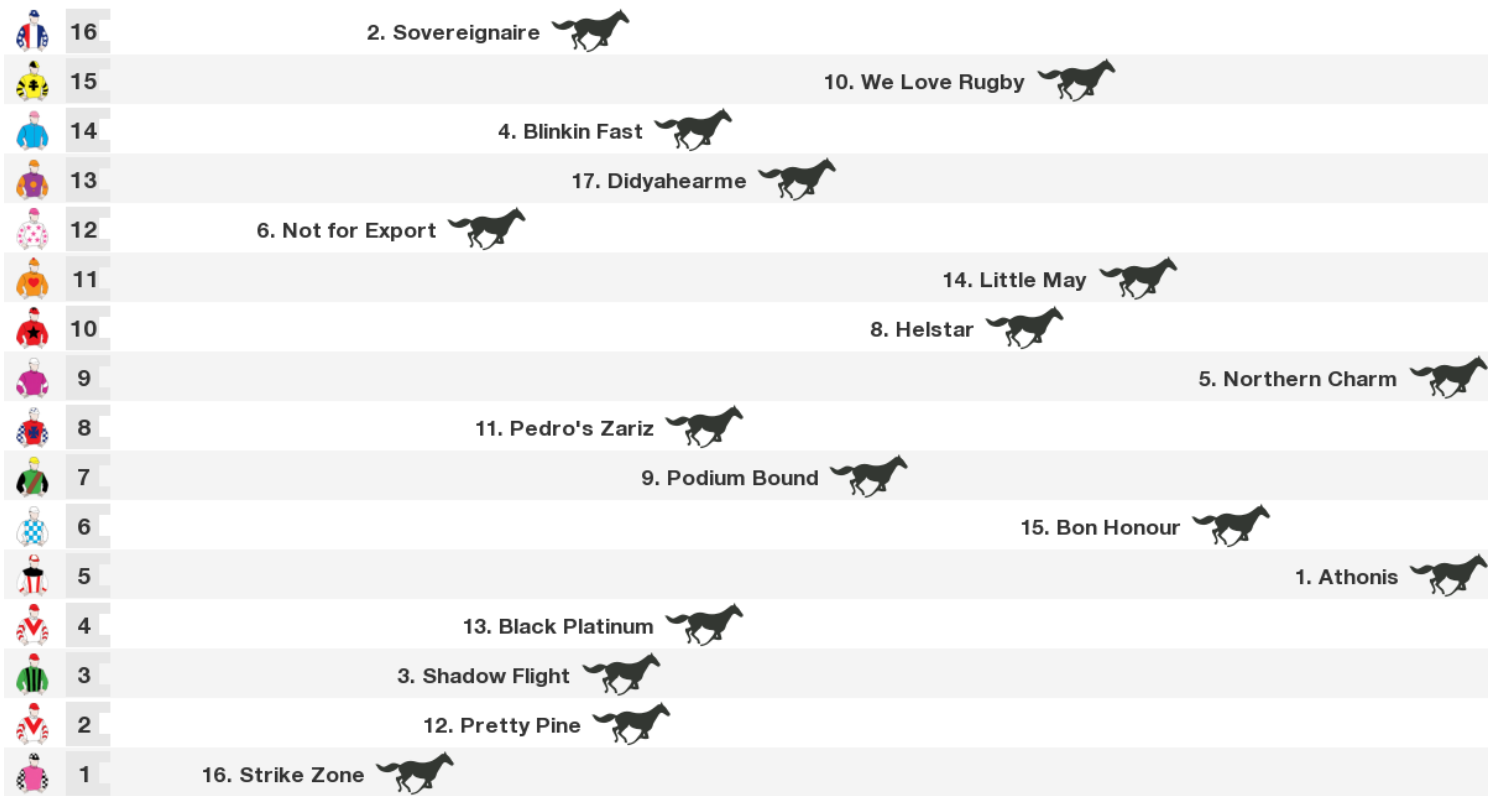 16 2. Sovereignaire
15 10. We Love Rugby
14 4. Blinkin Fast
13 17. Didyahearme
12 6. Not for Export
11 14. Little May
10 8. Helstar
9 5. Northern Charm
8 11. Pedro's Zariz
7 9. Podium Bound
6 15. Bon Honour
5 1. Athonis
4 13. Black Platinum
3 3. Shadow Flight
2 12. Pretty Pine
1 16. Strike Zone